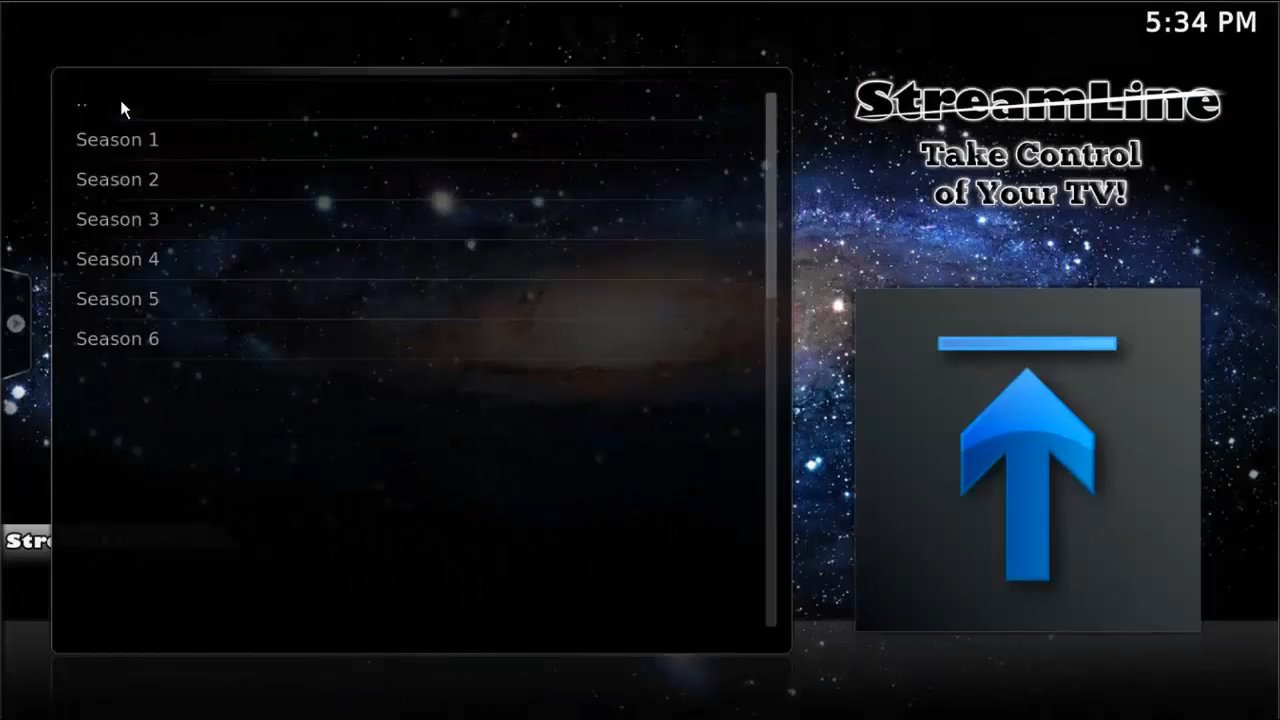 5:34 PM
..
Season 1
Season 2
Season 3
Season 4
Season 5
Season 6
StreamLine
Take Control
of Your TV!
Stre